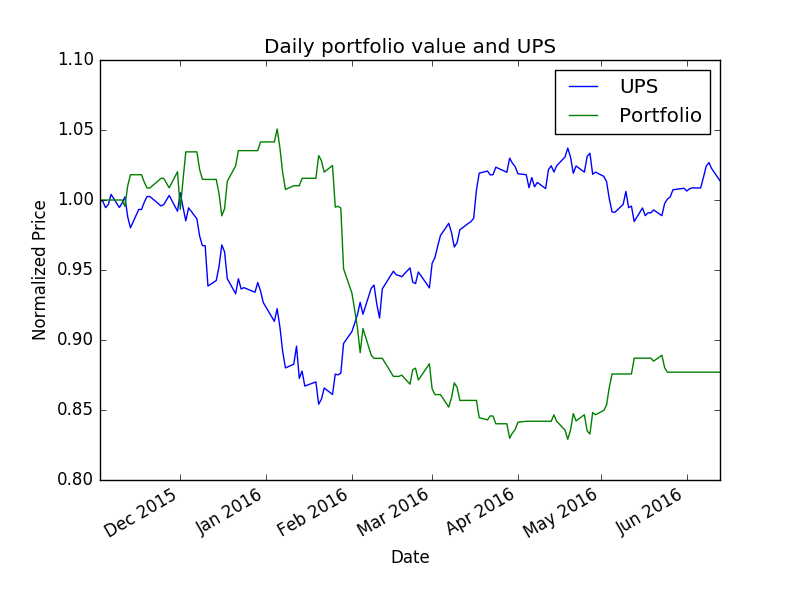 Daily portfolio value and UPS
1.10
1.05
1.00
0.95
0.90
0.85
0.80
Normalized Price
UPS
Portfolio
Dec 2015
Jan 2016
Feb 2016
Mar 2016
Apr 2016
May 2016
Jun 2016
Date